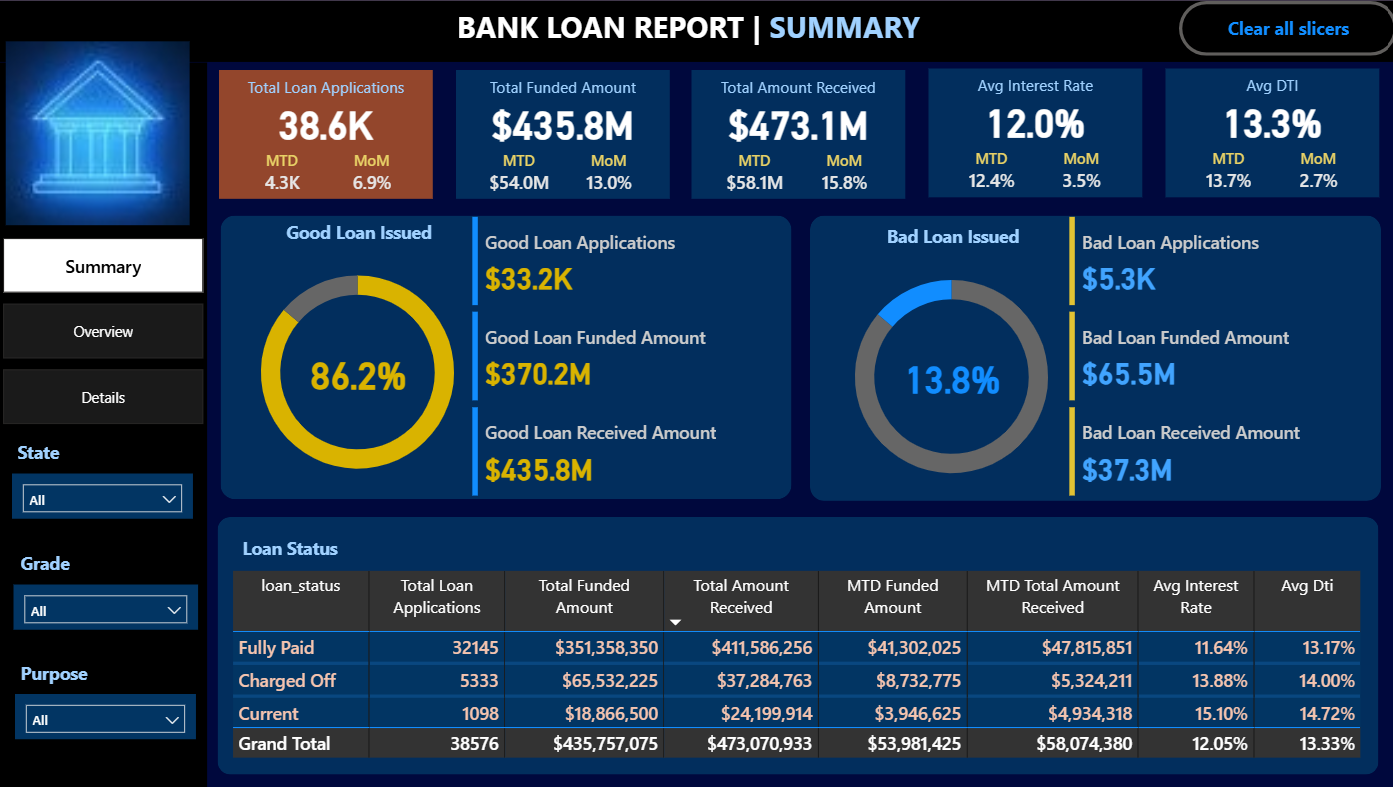 BANK LOAN REPORT | SUMMARY
Clear all slicers
Total Loan Applications
38.6K
MTD MoM
4.3K 6.9%
Total Funded Amount
$435.8M
MTD MoM
$54.0M 13.0%
Total Amount Received
$473.1M
MTD MoM
$58.1M 15.8%
Avg Interest Rate
12.0%
MTD MoM
12.4% 3.5%
Avg DTI
13.3%
MTD MoM
13.7% 2.7%
Summary
Overview
Details
State
All
Grade
All
Purpose
All
Good Loan Issued
86.2%
Good Loan Applications
$33.2K
Good Loan Funded Amount
$370.2M
Good Loan Received Amount
$435.8M
Bad Loan Issued
13.8%
Bad Loan Applications
$5.3K
Bad Loan Funded Amount
$65.5M
Bad Loan Received Amount
$37.3M
Loan Status
loan_status Total Loan Total Funded Total Amount MTD Funded MTD Total Amount Avg Interest Avg Dti
Applications Amount Received Amount Received Rate
Fully Paid 32145 $351,358,350 $411,586,256 $41,302,025 $47,815,851 11.64% 13.17%
Charged Off 5333 $65,532,225 $37,284,763 $8,732,775 $5,324,211 13.88% 14.00%
Current 1098 $18,866,500 $24,199,914 $3,946,625 $4,934,318 15.10% 14.72%
Grand Total 38576 $435,757,075 $473,070,933 $53,981,425 $58,074,380 12.05% 13.33%